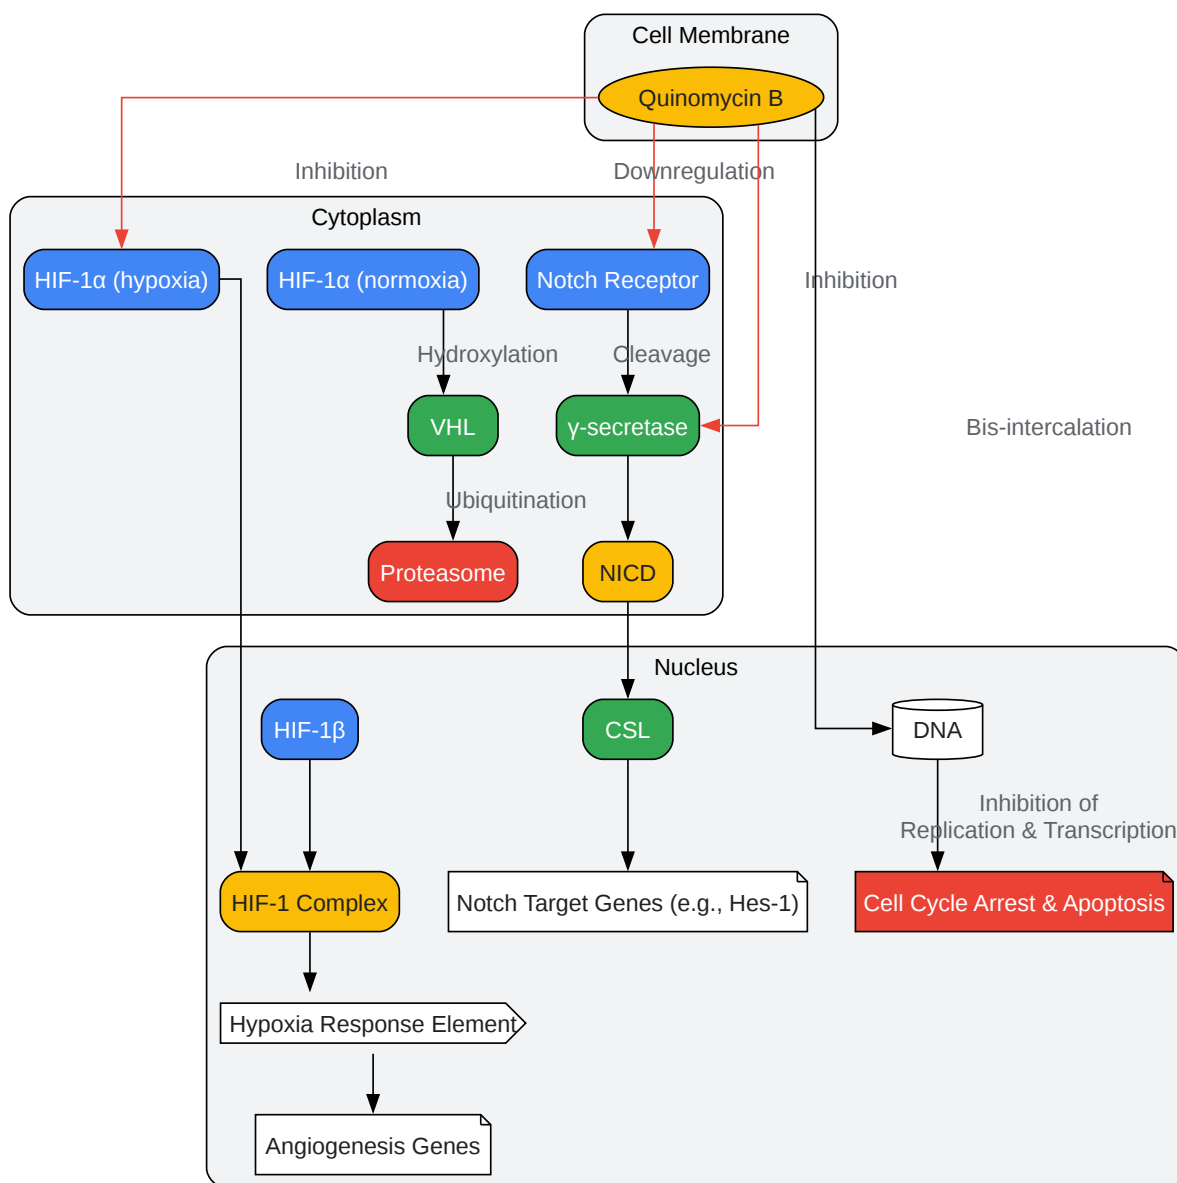 Cell Membrane
Quinomycin B
Inhibition
Downregulation
Cytoplasm
HIF-1α (hypoxia)
HIF-1α (normoxia)
Notch Receptor
Inhibition
Hydroxylation
Cleavage
VHL
γ-secretase
Bis-intercalation
Ubiquitination
Proteasome
NICD
Nucleus
HIF-1β
CSL
DNA
Inhibition of
Replication & Transcription
HIF-1 Complex
Notch Target Genes (e.g., Hes-1)
Cell Cycle Arrest & Apoptosis
Hypoxia Response Element
Angiogenesis Genes